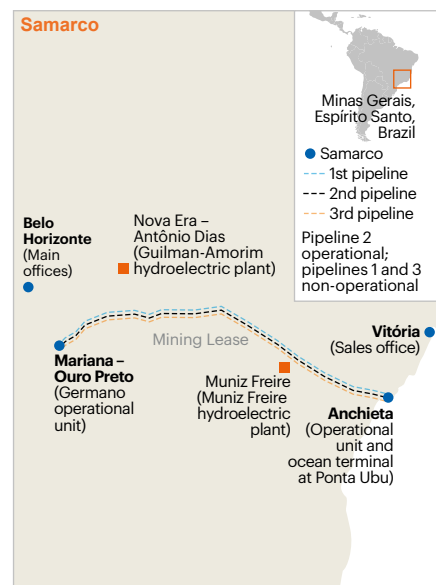 Samarco
Minas Gerais,
Espírito Santo,
Brazil
Samarco
1st pipeline
2nd pipeline
3rd pipeline
Pipeline 2
operational;
pipelines 1 and 3
non-operational
Belo
Horizonte
(Main
offices)
Nova Era –
Antônio Dias
(Guilman-Amorim
hydroelectric plant)
Mining Lease
Vitória
(Sales office)
Mariana –
Ouro Preto
(Germano
operational
unit)
Muniz Freire
(Muniz Freire
hydroelectric
plant)
Anchieta
(Operational
unit and
ocean terminal
at Ponta Ubu)